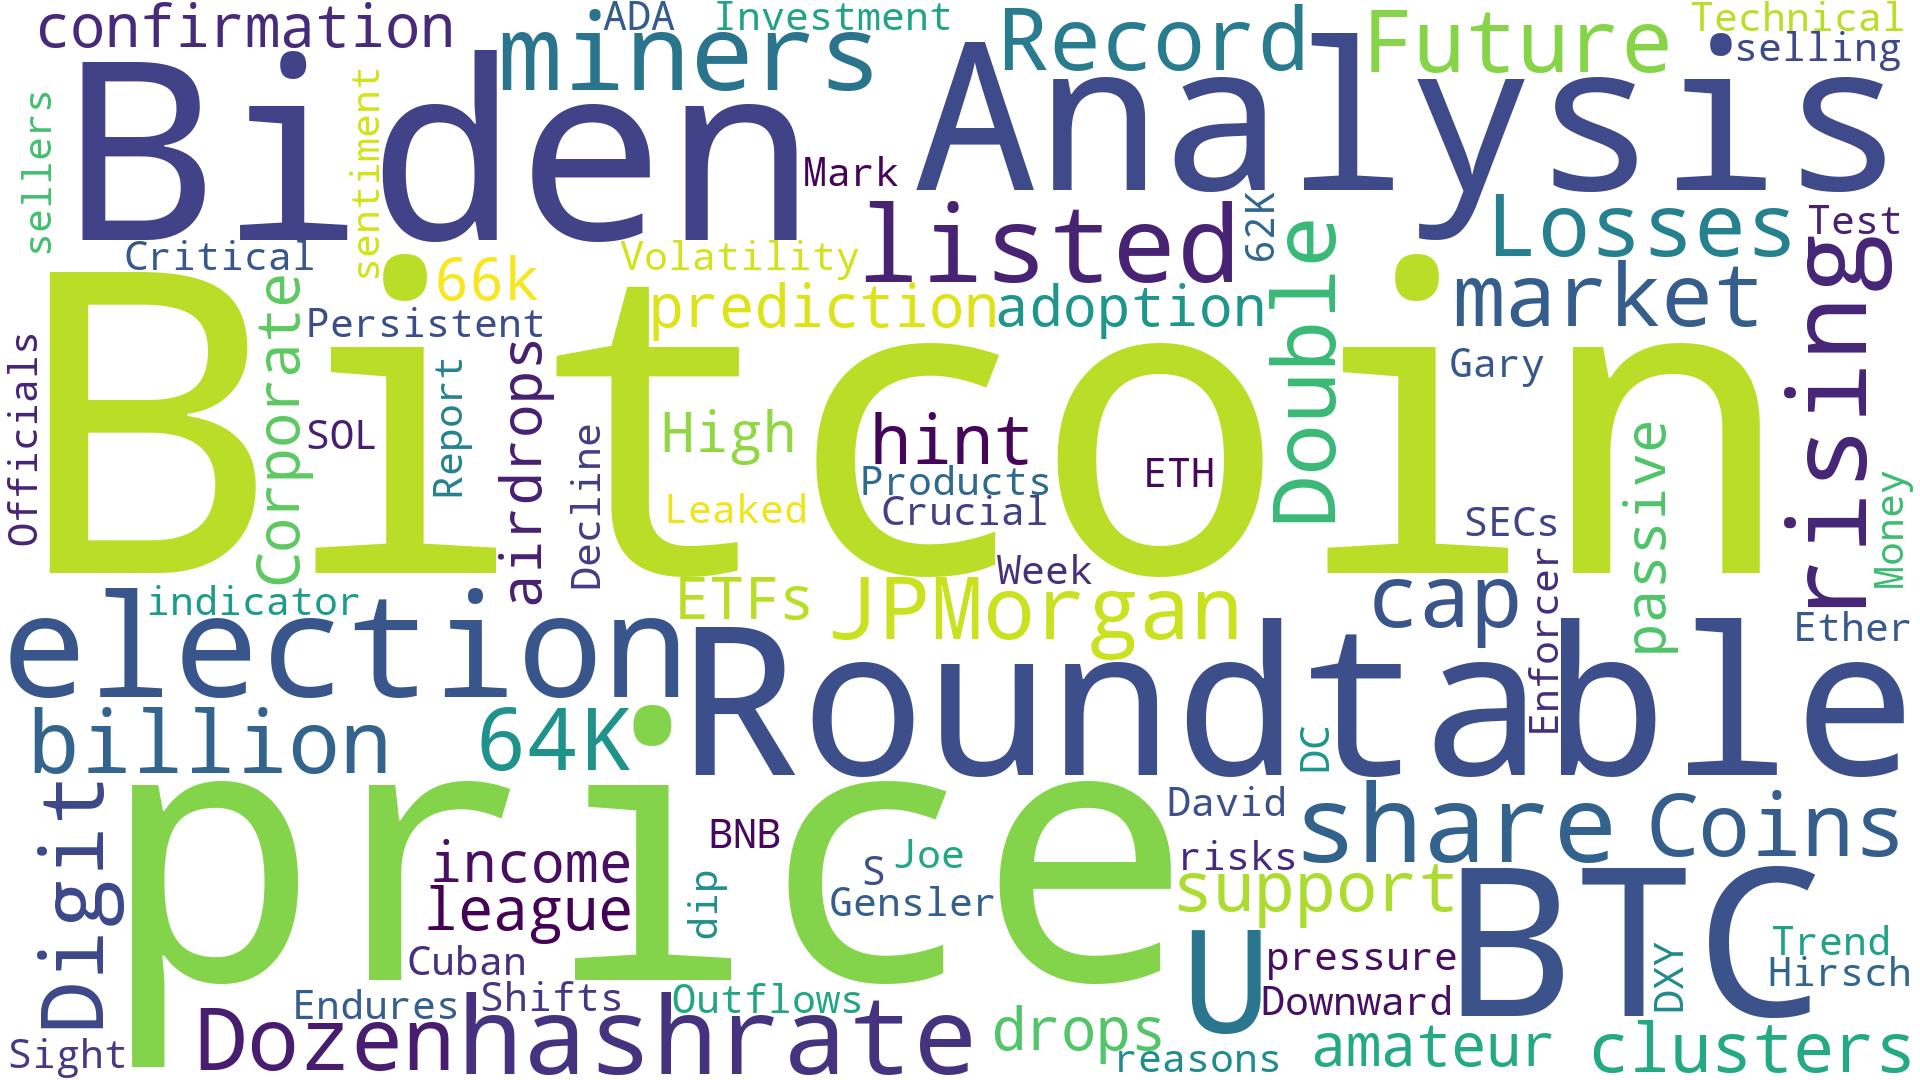 confirmation
ADA
Investment
miners
Record
Future
Technical
selling
Biden
Analysis
sellers
sentiment
Mark
listed
62K
Double
Losses
Test
rising
Critical
66k
Volatility
Persistent
prediction
adoption
market
Gary
Bitcoin
Officials
Corporate
SOL
Report
airdrops
Decline
High
hint
Products
Leaked
Crucial
ETH
SECs
passive
Money
Week
ETFs
JPMorgan
cap
Enforcer
Ether
indicator
election
Roundtable
billion
64K
DC
Digit
price
David
share
Coins
income
league
BNB
dip
S
Joe
Gensler
risks
support
BTC
Cuban
U
pressure
DXY
Trend
Hirsch
Endures
Shifts
Outflows
Downward
Sight
Dozen
hashrate
drops
reasons
amateur
clusters